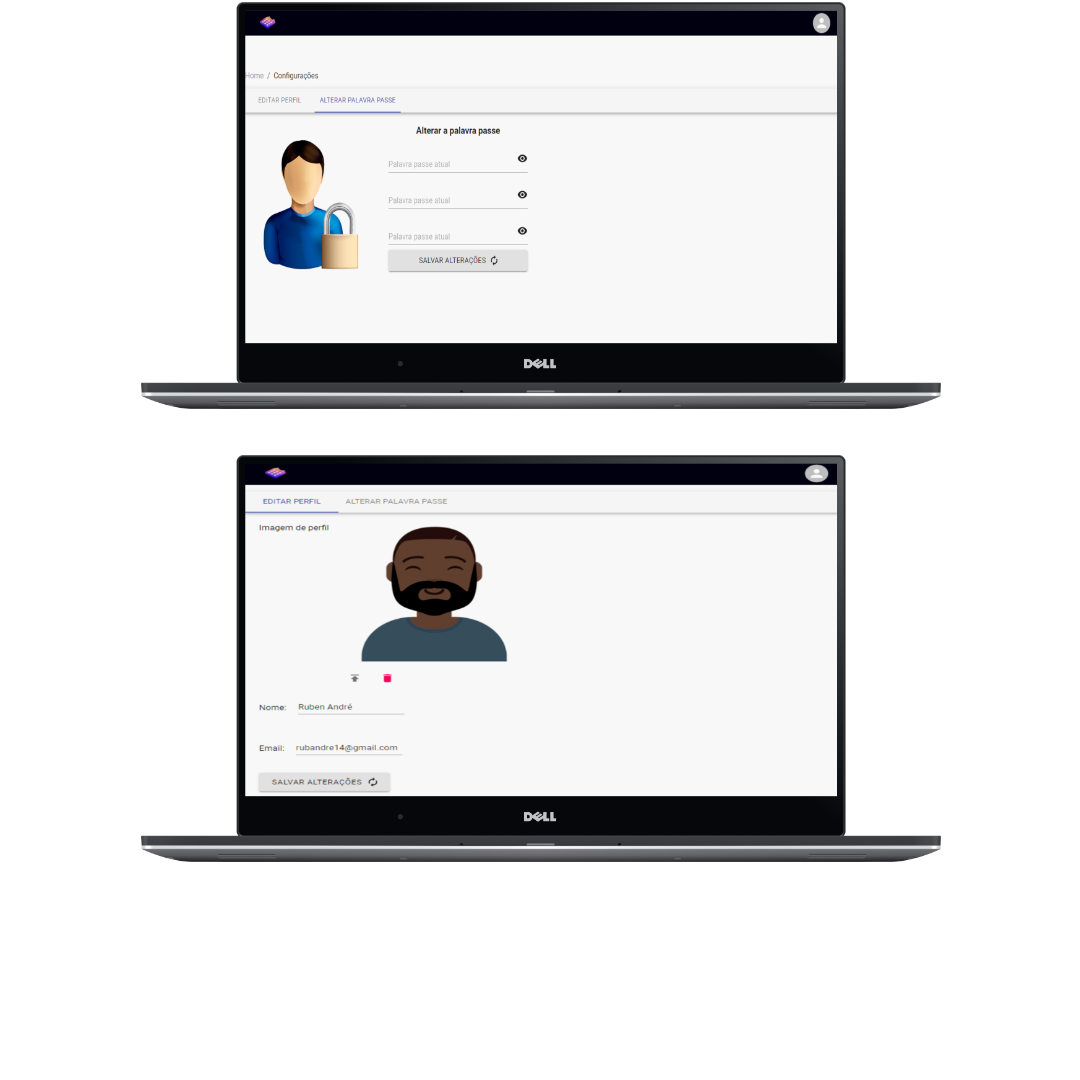 Home / Configurações
EDITAR PERFIL ALTERAR PALAVRA PASSE
Alterar a palavra passe
Palavra passe atual
Palavra passe atual
Palavra passe atual
SALVAR ALTERAÇÕES
DELL
EDITAR PERFIL ALTERAR PALAVRA PASSE
Imagem de perfil
Nome: Ruben André
Email: rubandre14@gmail.com
SALVAR ALTERAÇÕES
DELL